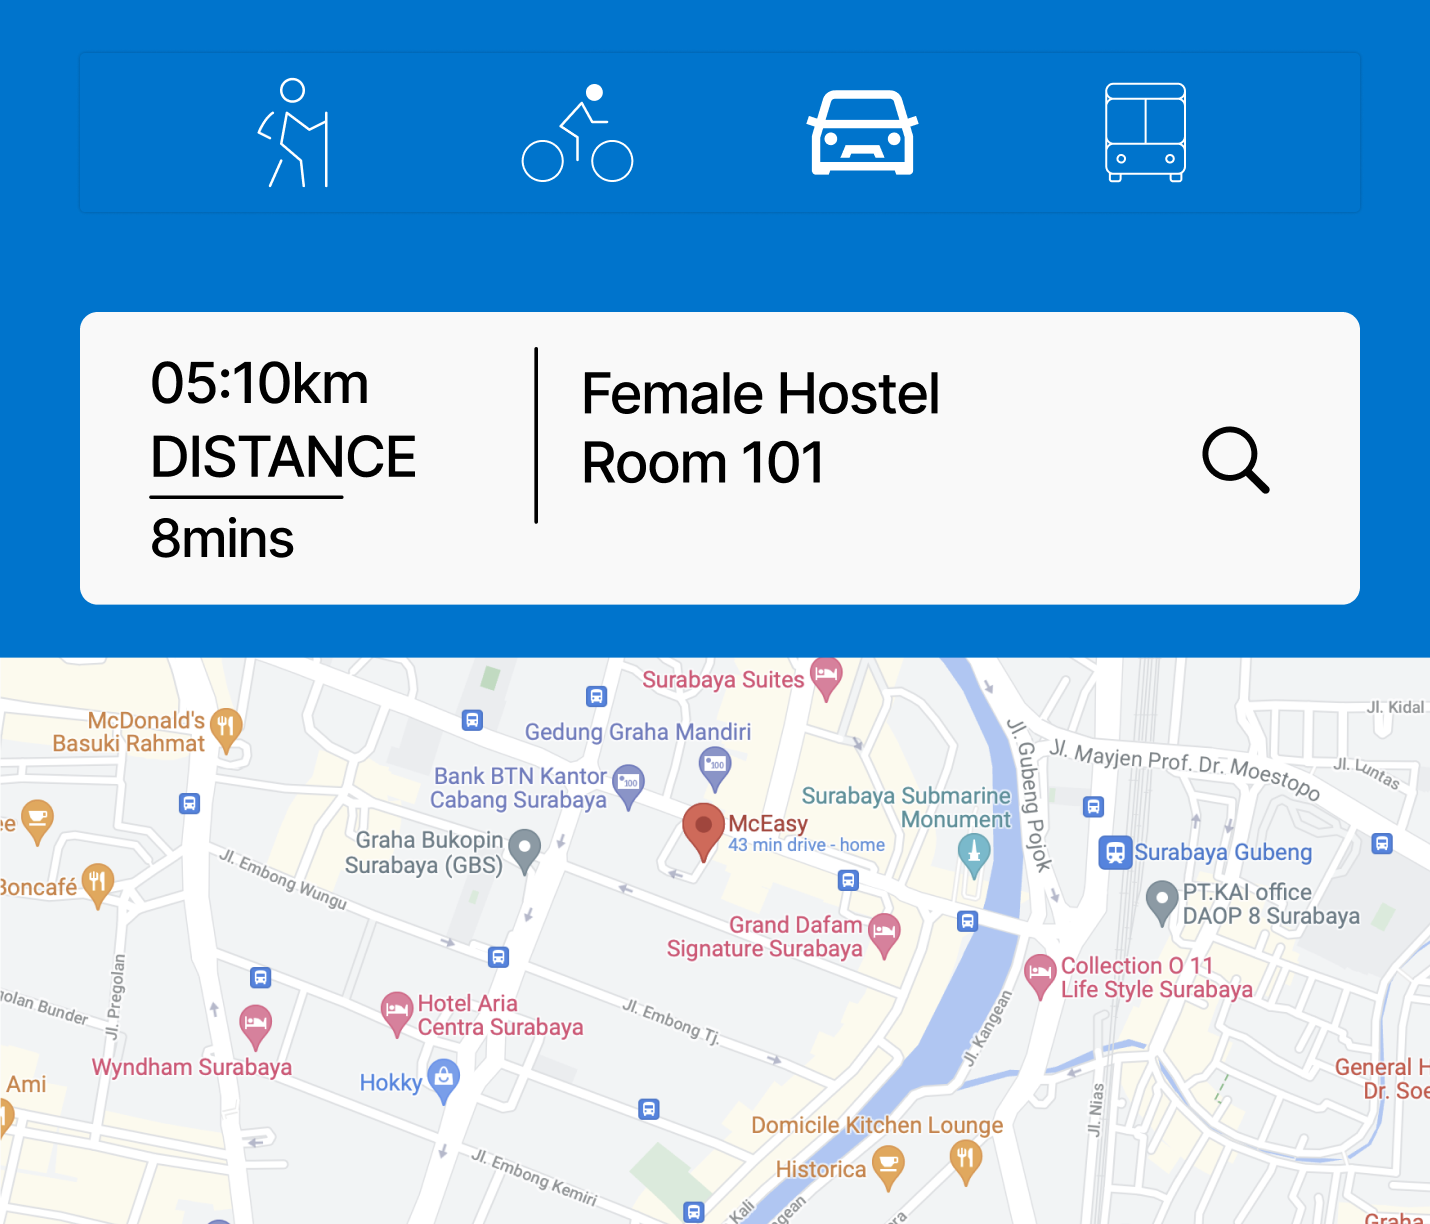 05:10km
DISTANCE
8mins
Female Hostel
Room 101
Surabaya Suites
McDonald's
Basuki Rahmat
Gedung Graha Mandiri
Bank BTN Kantor
Cabang Surabaya
100
100
Graha Bukopin
Surabaya (GBS)
McEasy
43 min drive - home
Surabaya Submarine
Monument
Jl. Gubeng Pojok
Jl. Mayjen Prof. Dr. Moestopo
Jl. Kidal
Jl. Luntas
Surabaya Gubeng
PT.KAI office
DAOP 8 Surabaya
ee
Boncafé
Jl. Embong Wungu
Grand Dafam
Signature Surabaya
Collection O 11
Life Style Surabaya
Jl. Pregolan
nolan Bunder
Hotel Aria
Centra Surabaya
Wyndham Surabaya
Hokky
Jl. Embong Tj.
Jl. Kangean
Ami
General H
Dr. Soe
Jl. Nias
Domicile Kitchen Lounge
Historica
Jl. Embong Kemiri
Kali
ngean
ra
Graha